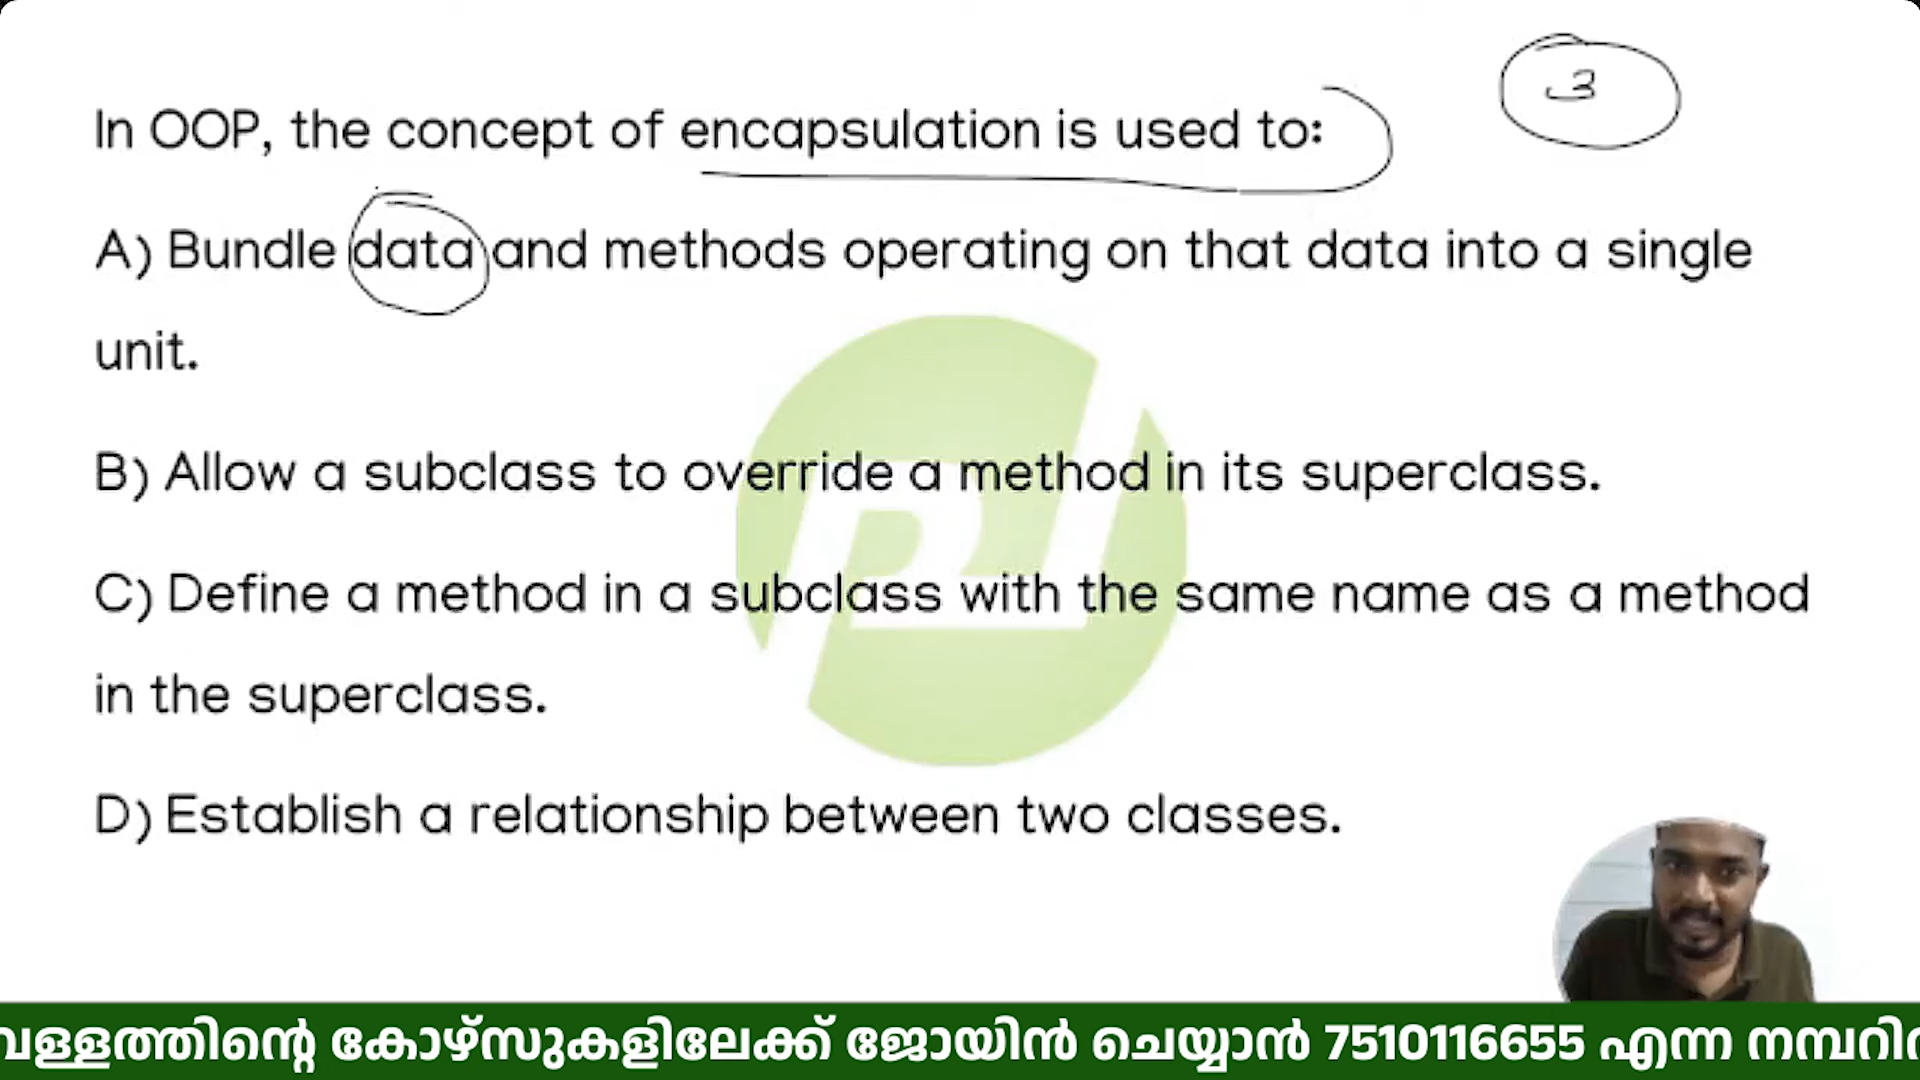 3
In OOP, the concept of encapsulation is used to:
A) Bundle data and methods operating on that data into a single
unit.
B) Allow a subclass to override a method in its superclass.
C) Define a method in a subclass with the same name as a method
in the superclass.
D) Establish a relationship between two classes.
കോഴ്സുകളിലേക്ക് ജോയിൻ ചെയ്യാൻ 7510116655 എന്ന